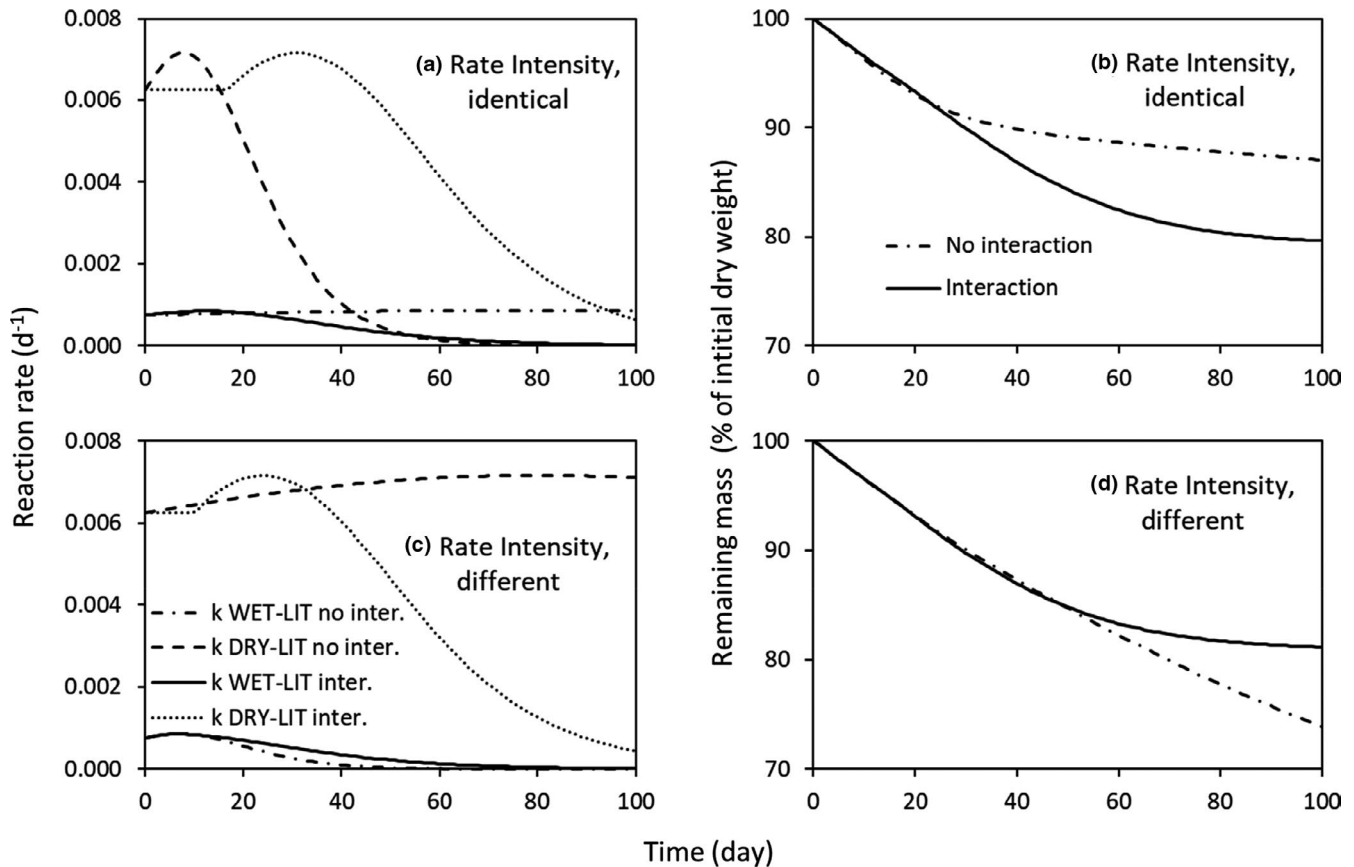 0.008
0.006
0.004
0.002
0.000
0 20 40 60 80 100
(a) Rate Intensity,
identical
100
90
80
70
0 20 40 60 80 100
(b) Rate Intensity,
identical
No interaction
Interaction
Reaction rate (d-1)
Remaining mass (% of intitial dry weight)
0.008
0.006
0.004
0.002
0.000
0 20 40 60 80 100
(c) Rate Intensity,
different
k WET-LIT no inter.
k DRY-LIT no inter.
k WET-LIT inter.
k DRY-LIT inter.
100
90
80
70
0 20 40 60 80 100
(d) Rate Intensity,
different
Time (day)